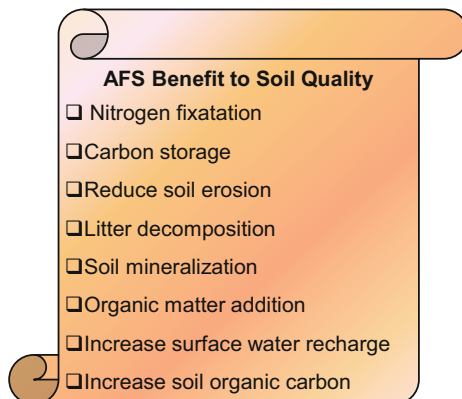 AFS Benefit to Soil Quality
❑ Nitrogen fixatation
❑Carbon storage
❑Reduce soil erosion
❑Litter decomposition
❑Soil mineralization
❑Organic matter addition
❑Increase surface water recharge
❑Increase soil organic carbon